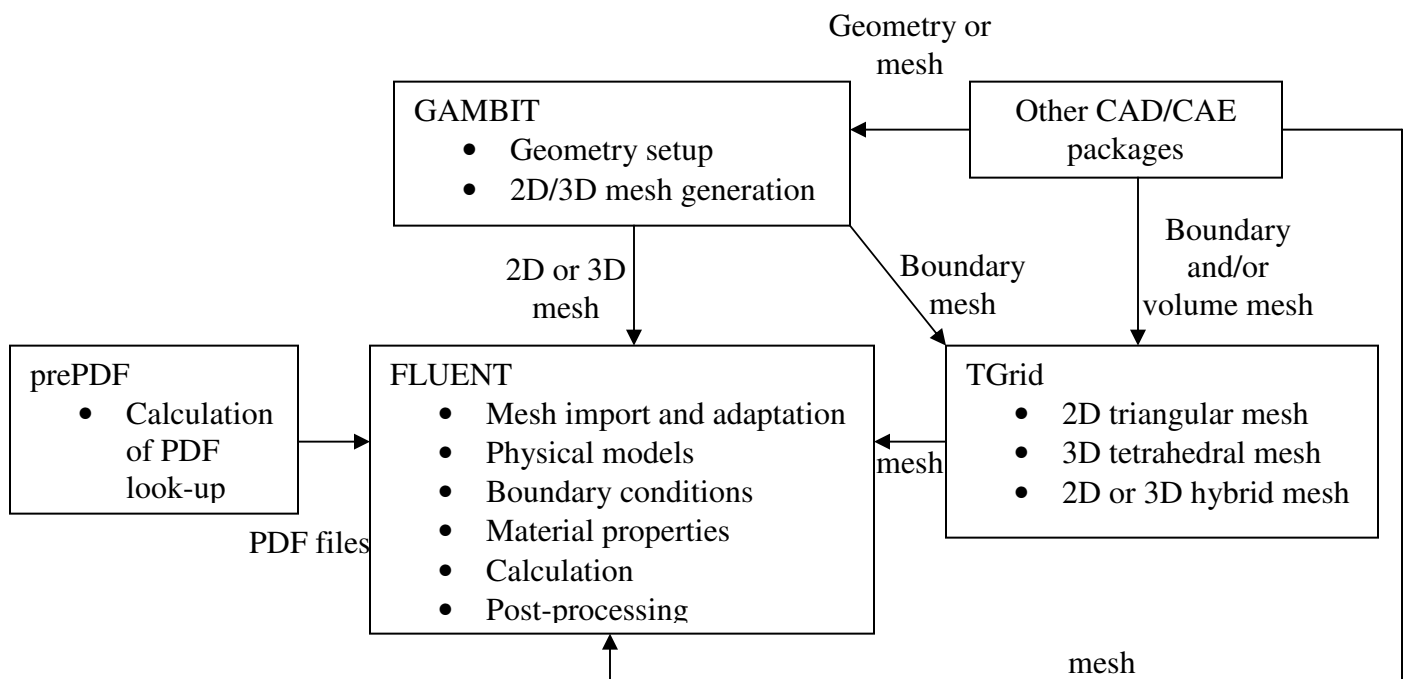 Geometry or
mesh
GAMBIT
• Geometry setup
• 2D/3D mesh generation
Other CAD/CAE
packages
2D or 3D
mesh
Boundary
mesh
Boundary
and/or
volume mesh
prePDF
• Calculation
of PDF
look-up
PDF files
FLUENT
• Mesh import and adaptation
• Physical models
• Boundary conditions
• Material properties
• Calculation
• Post-processing
mesh
TGrid
• 2D triangular mesh
• 3D tetrahedral mesh
• 2D or 3D hybrid mesh
mesh